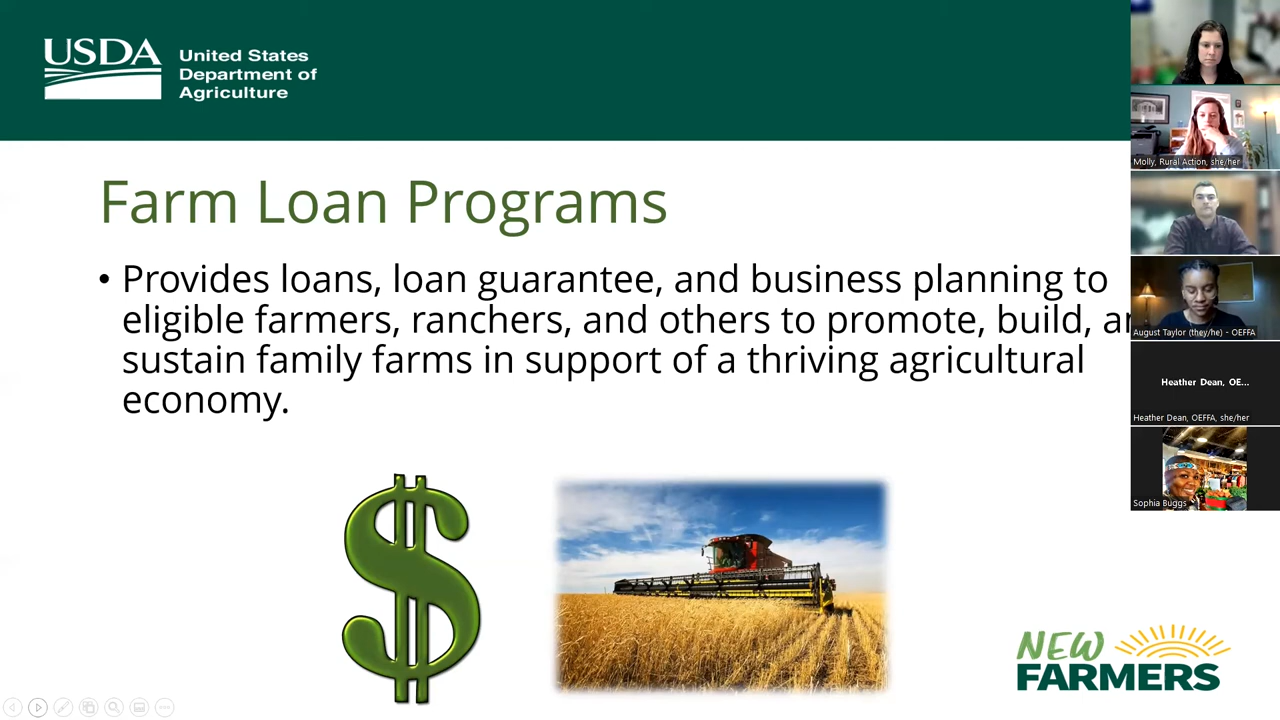 USDA
United States
Department of
Agriculture
Farm Loan Programs
• Provides loans, loan guarantee, and business planning to
eligible farmers, ranchers, and others to promote, build,
sustain family farms in support of a thriving agricultural
economy.
$
NEW
FARMERS
Molly, Rural Action, she/her
August Taylor (they/he) - OEFFA
Heather Dean, OE...
Heather Dean, OEFFA, she/her
Sophia Buggs